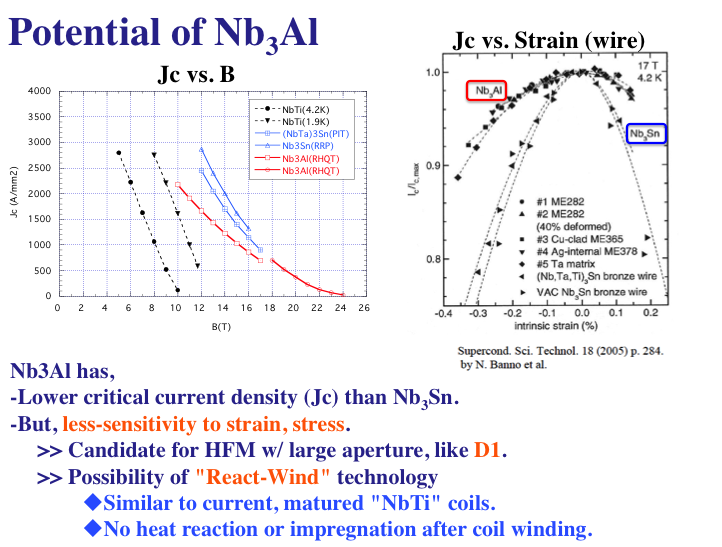 Potential of Nb3Al
Jc vs. B
Jc vs. Strain (wire)
4000
3500
3000
2500
2000
1500
1000
500
0
Jc (A/mm2)
0 2 4 6 8 10 12 14 16 18 20 22 24 26
B(T)
NbTi(4.2K)
NbTi(1.9K)
(NbTa)3Sn(PIT)
Nb3Sn(RRP)
Nb3Al(RHQT)
Nb3Al(RHQT)
1.0
0.9
0.8
Ic/Ic,max
17 T
4.2 K
Nb3Al
Nb3Sn
#1 ME282
#2 ME282
(40% deformed)
#3 Cu-clad ME365
#4 Ag-internal ME378
#5 Ta matrix
(Nb,Ta,Ti)3Sn bronze wire
VAC Nb3Sn bronze wire
-0.4 -0.3 -0.2 -0.1 0.0 0.1 0.2
intrinsic strain (%)
Supercond. Sci. Technol. 18 (2005) p. 284.
by N. Banno et al.
Nb3Al has,
-Lower critical current density (Jc) than Nb3Sn.
-But, less-sensitivity to strain, stress.
>> Candidate for HFM w/ large aperture, like D1.
>> Possibility of "React-Wind" technology
◆Similar to current, matured "NbTi" coils.
◆No heat reaction or impregnation after coil winding.